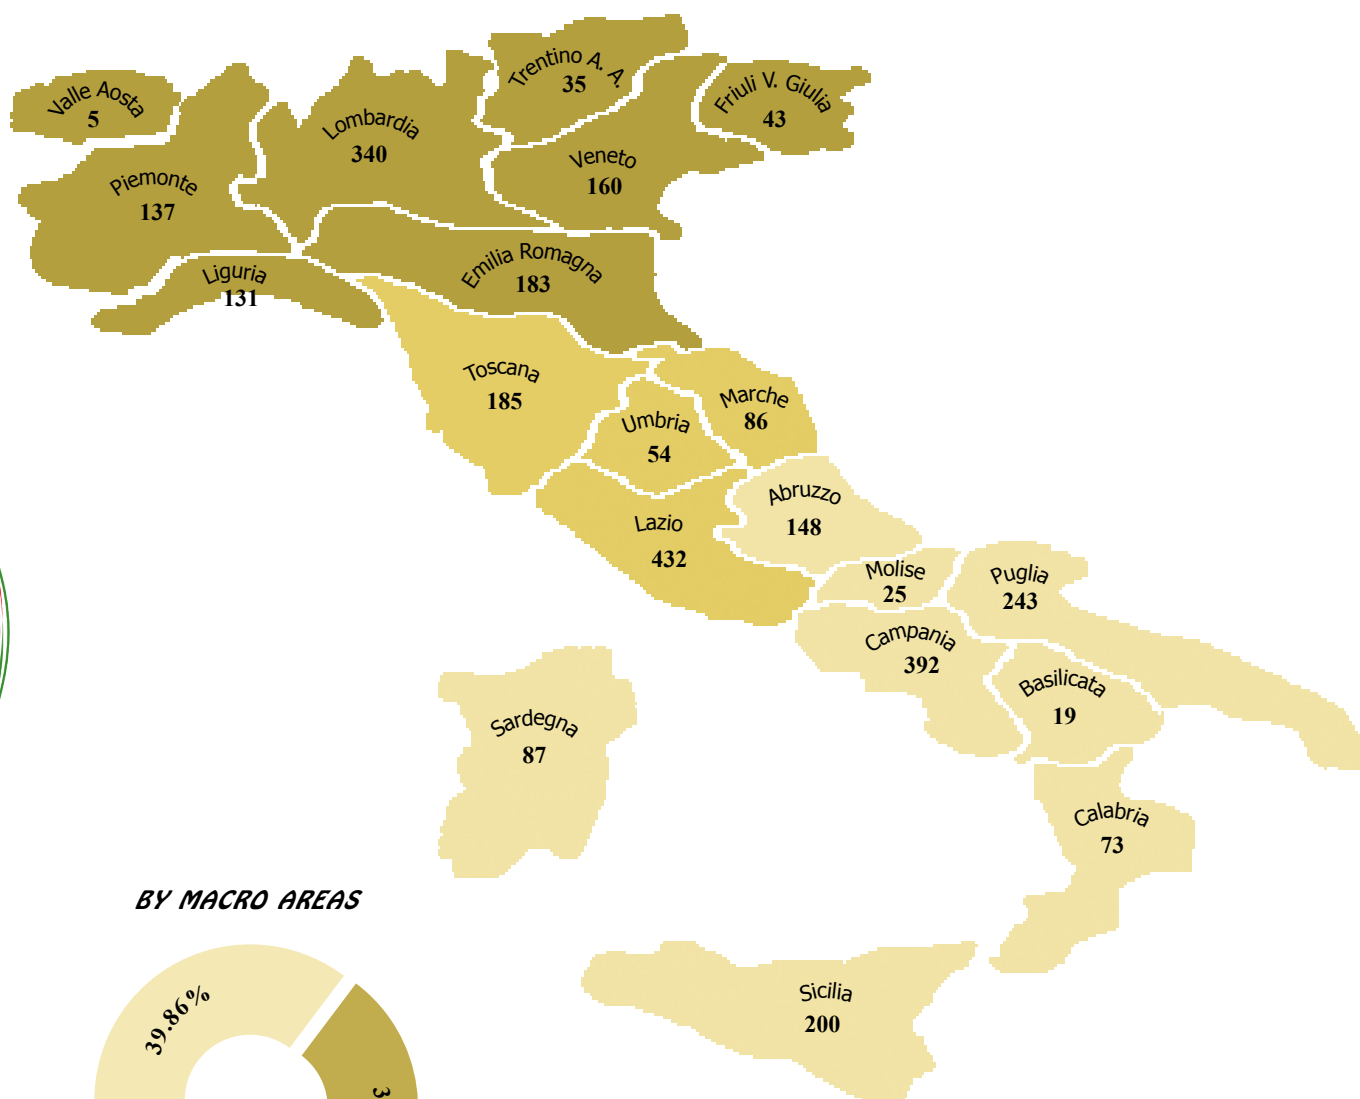 Trentino A. A.
35
Valle Aosta
5
Friuli V. Giulia
43
Lombardia
340
Veneto
160
Piemonte
137
Emilia Romagna
183
Liguria
131
Toscana
185
Marche
86
Umbria
54
Abruzzo
148
Lazio
432
Molise
25
Puglia
243
Campania
392
Basilicata
19
Sardegna
87
Calabria
73
BY MACRO AREAS
39.86%
3
Sicilia
200